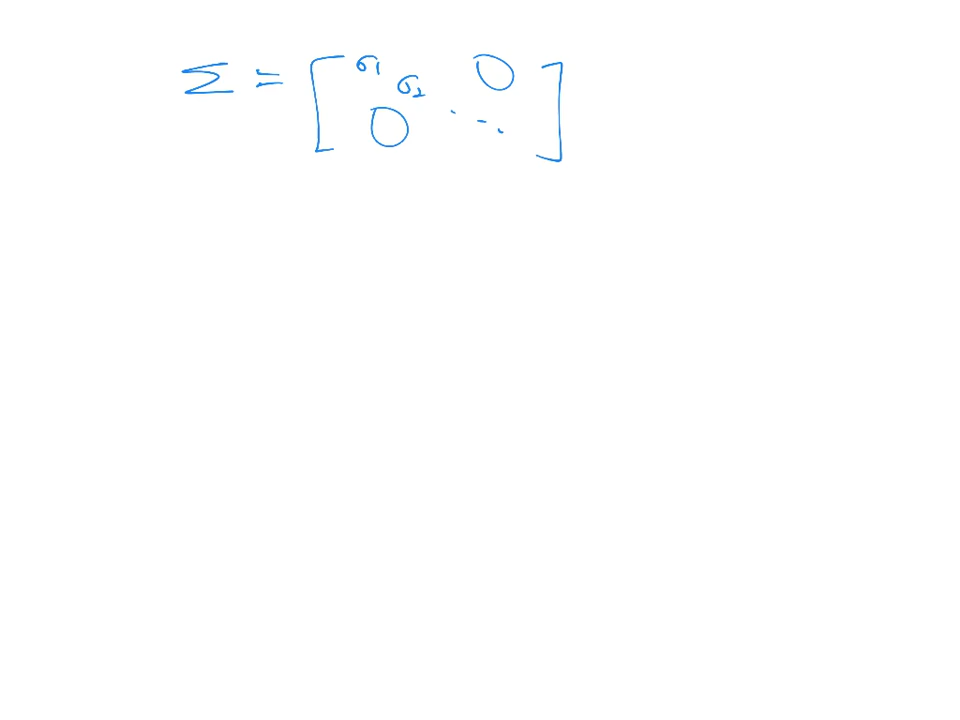 Σ = [ σ₁ σ₂ 0 0 ⋱ ]